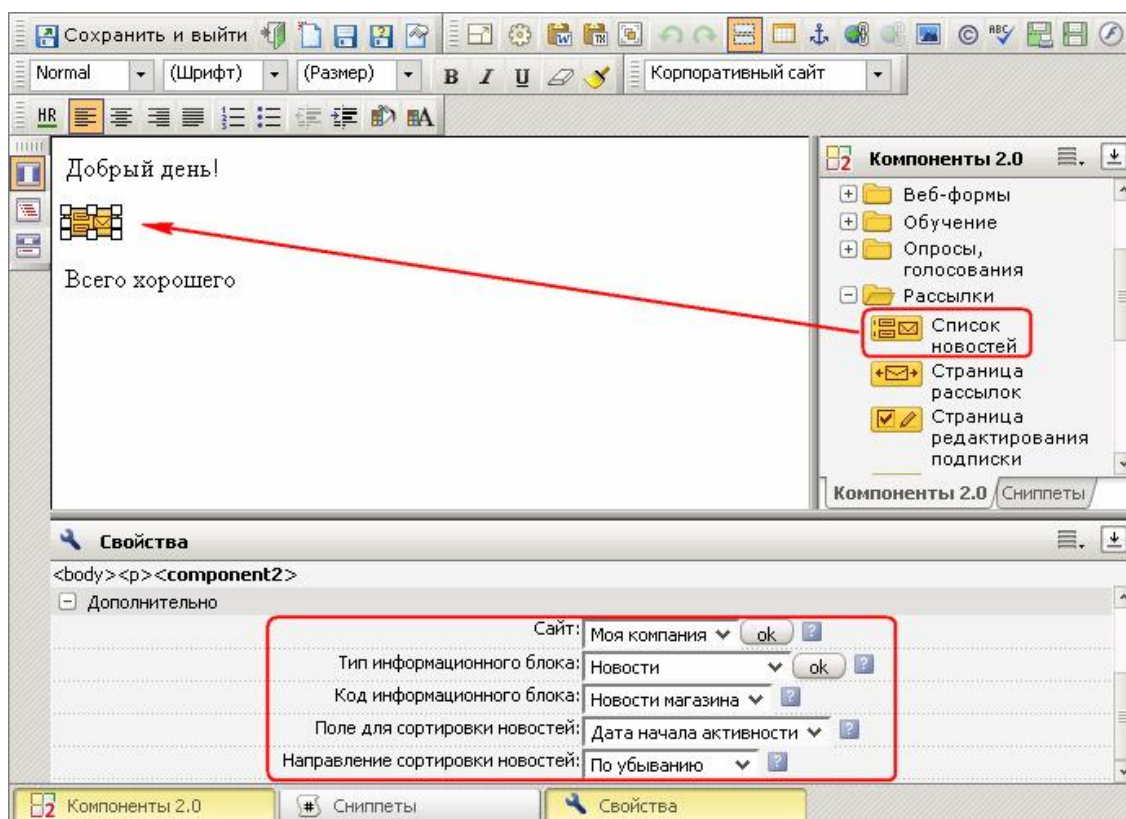 Сохранить и выйти
Normal (Шрифт) (Размер) B I U Корпоративный сайт
HR
Добрый день!
Всего хорошего
Компоненты 2.0
Веб-формы
Обучение
Опросы,
голосования
Рассылки
Список
новостей
Страница
рассылок
Страница
редактирования
подписки
Компоненты 2.0 Сниппеты
Свойства
<body><p><component2>
Дополнительно
Сайт: Моя компания ok ?
Тип информационного блока: Новости ok ?
Код информационного блока: Новости магазина ?
Поле для сортировки новостей: Дата начала активности ?
Направление сортировки новостей: По убыванию ?
Компоненты 2.0 # Сниппеты Свойства